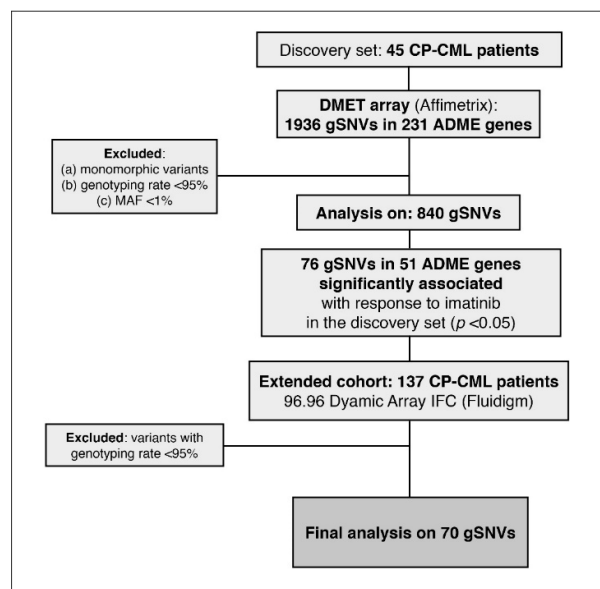 Discovery set: 45 CP-CML patients
DMET array (Affimetrix):
1936 gSNVs in 231 ADME genes
Excluded:
(a) monomorphic variants
(b) genotyping rate <95%
(c) MAF <1%
Analysis on: 840 gSNVs
76 gSNVs in 51 ADME genes
significantly associated
with response to imatinib
in the discovery set (p <0.05)
Extended cohort: 137 CP-CML patients
96.96 Dyamic Array IFC (Fluidigm)
Excluded: variants with
genotyping rate <95%
Final analysis on 70 gSNVs